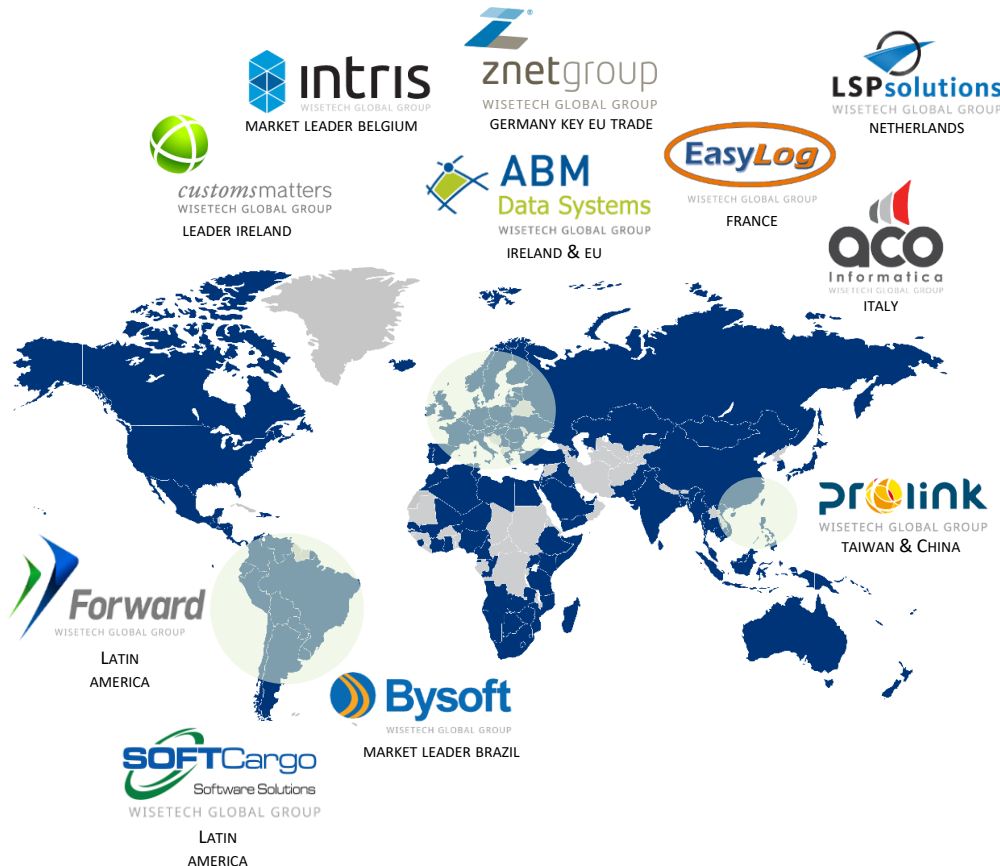 intris
WISETECH GLOBAL GROUP
MARKET LEADER BELGIUM
®
znetgroup
WISETECH GLOBAL GROUP
GERMANY KEY EU TRADE
LSPsolutions
WISETECH GLOBAL GROUP
NETHERLANDS
customsmatters
WISETECH GLOBAL GROUP
LEADER IRELAND
ABM
Data Systems
WISETECH GLOBAL GROUP
IRELAND & EU
EasyLog
WISETECH GLOBAL GROUP
FRANCE
aco
Informatica
WISETECH GLOBAL GROUP
ITALY
prolink
WISETECH GLOBAL GROUP
TAIWAN & CHINA
Forward
WISETECH GLOBAL GROUP
LATIN
AMERICA
Bysoft
WISETECH GLOBAL GROUP
MARKET LEADER BRAZIL
SOFTCargo
Software Solutions
WISETECH GLOBAL GROUP
LATIN
AMERICA